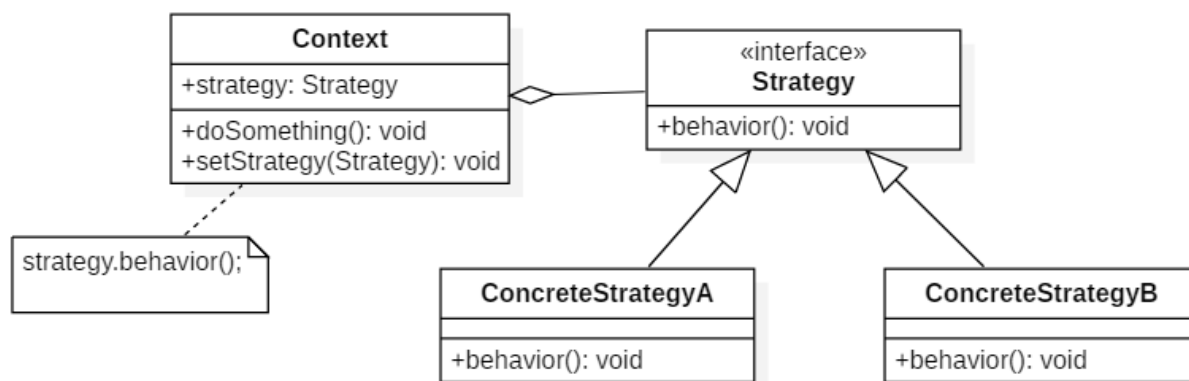 Context
+strategy: Strategy
+doSomething(): void
+setStrategy(Strategy): void
«interface»
Strategy
+behavior(): void
strategy.behavior();
ConcreteStrategyA
+behavior(): void
ConcreteStrategyB
+behavior(): void